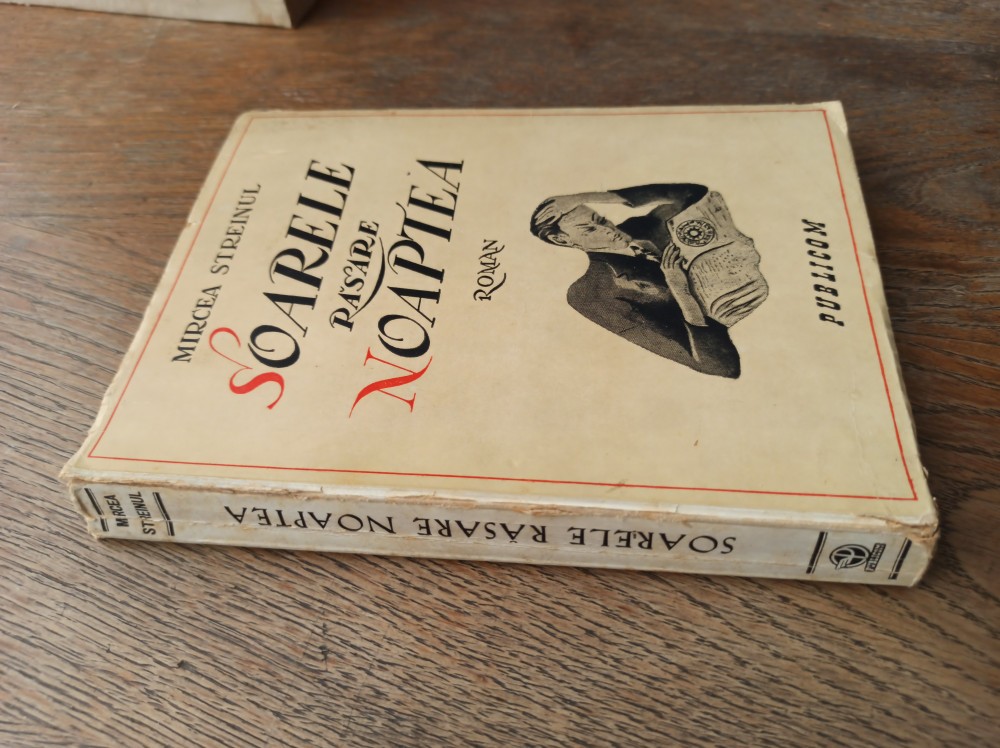 MIRCEA STREINUL
SOARELE
RĂSARE
NOAPTEA
ROMAN
PUBLICOM
MIRCEA
STREINUL
SOARELE RĂSARE NOAPTEA